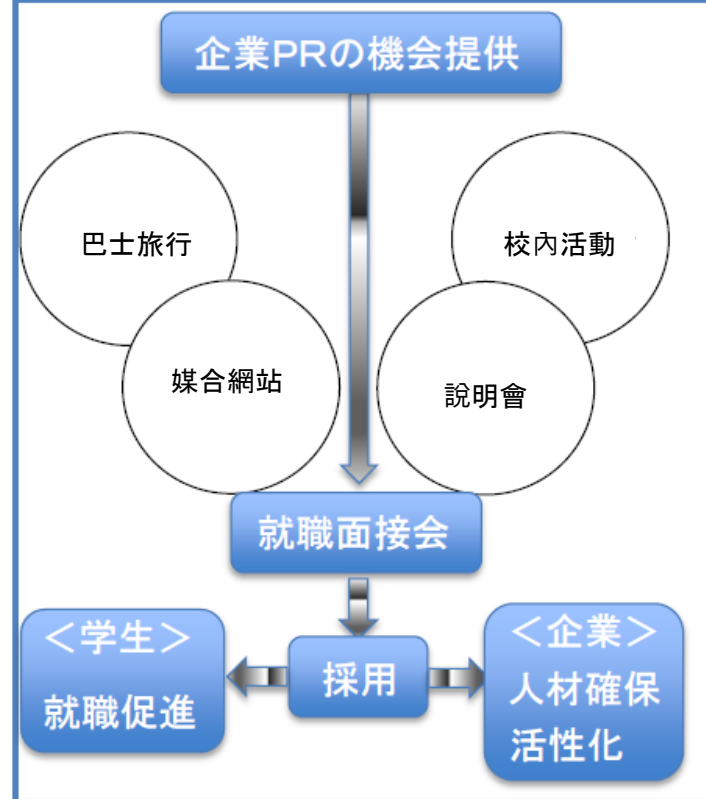 企業PRの機会提供
巴士旅行
校內活動
媒合網站
說明會
就職面接会
＜学生＞
就職促進
採用
＜企業＞
人材確保
活性化